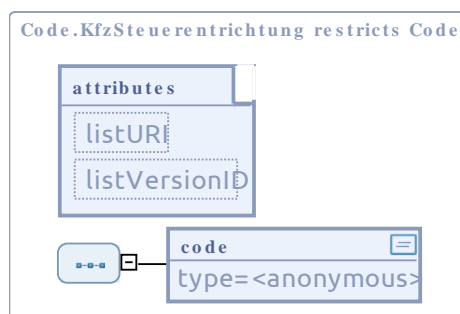 Code.KfzSteuerentrichtung restricts Code
attributes
listURI
listVersionID
code
type=<anonymous>